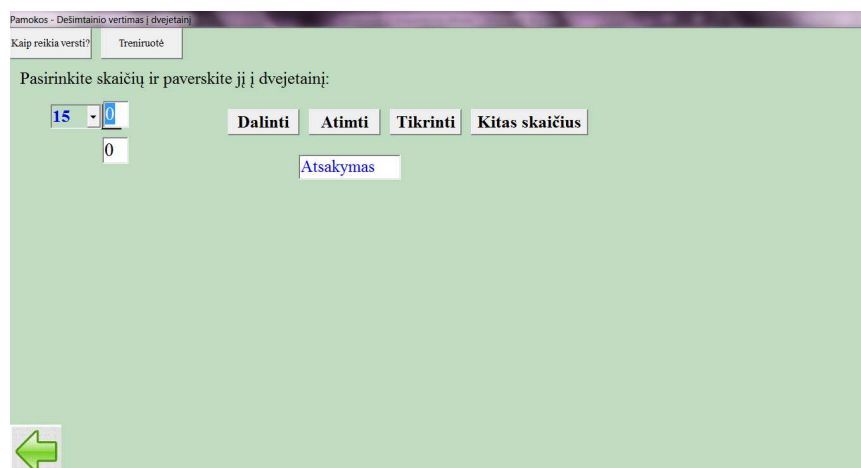 Pamokos - Dešimtainio vertimas į dvejetainį
Kaip reikia versti? Treniruotė
Pasirinkite skaičių ir paverskite jį į dvejetainį:
15 0 Dalinti Atimti Tikrinti Kitas skaičius
0
Atsakymas